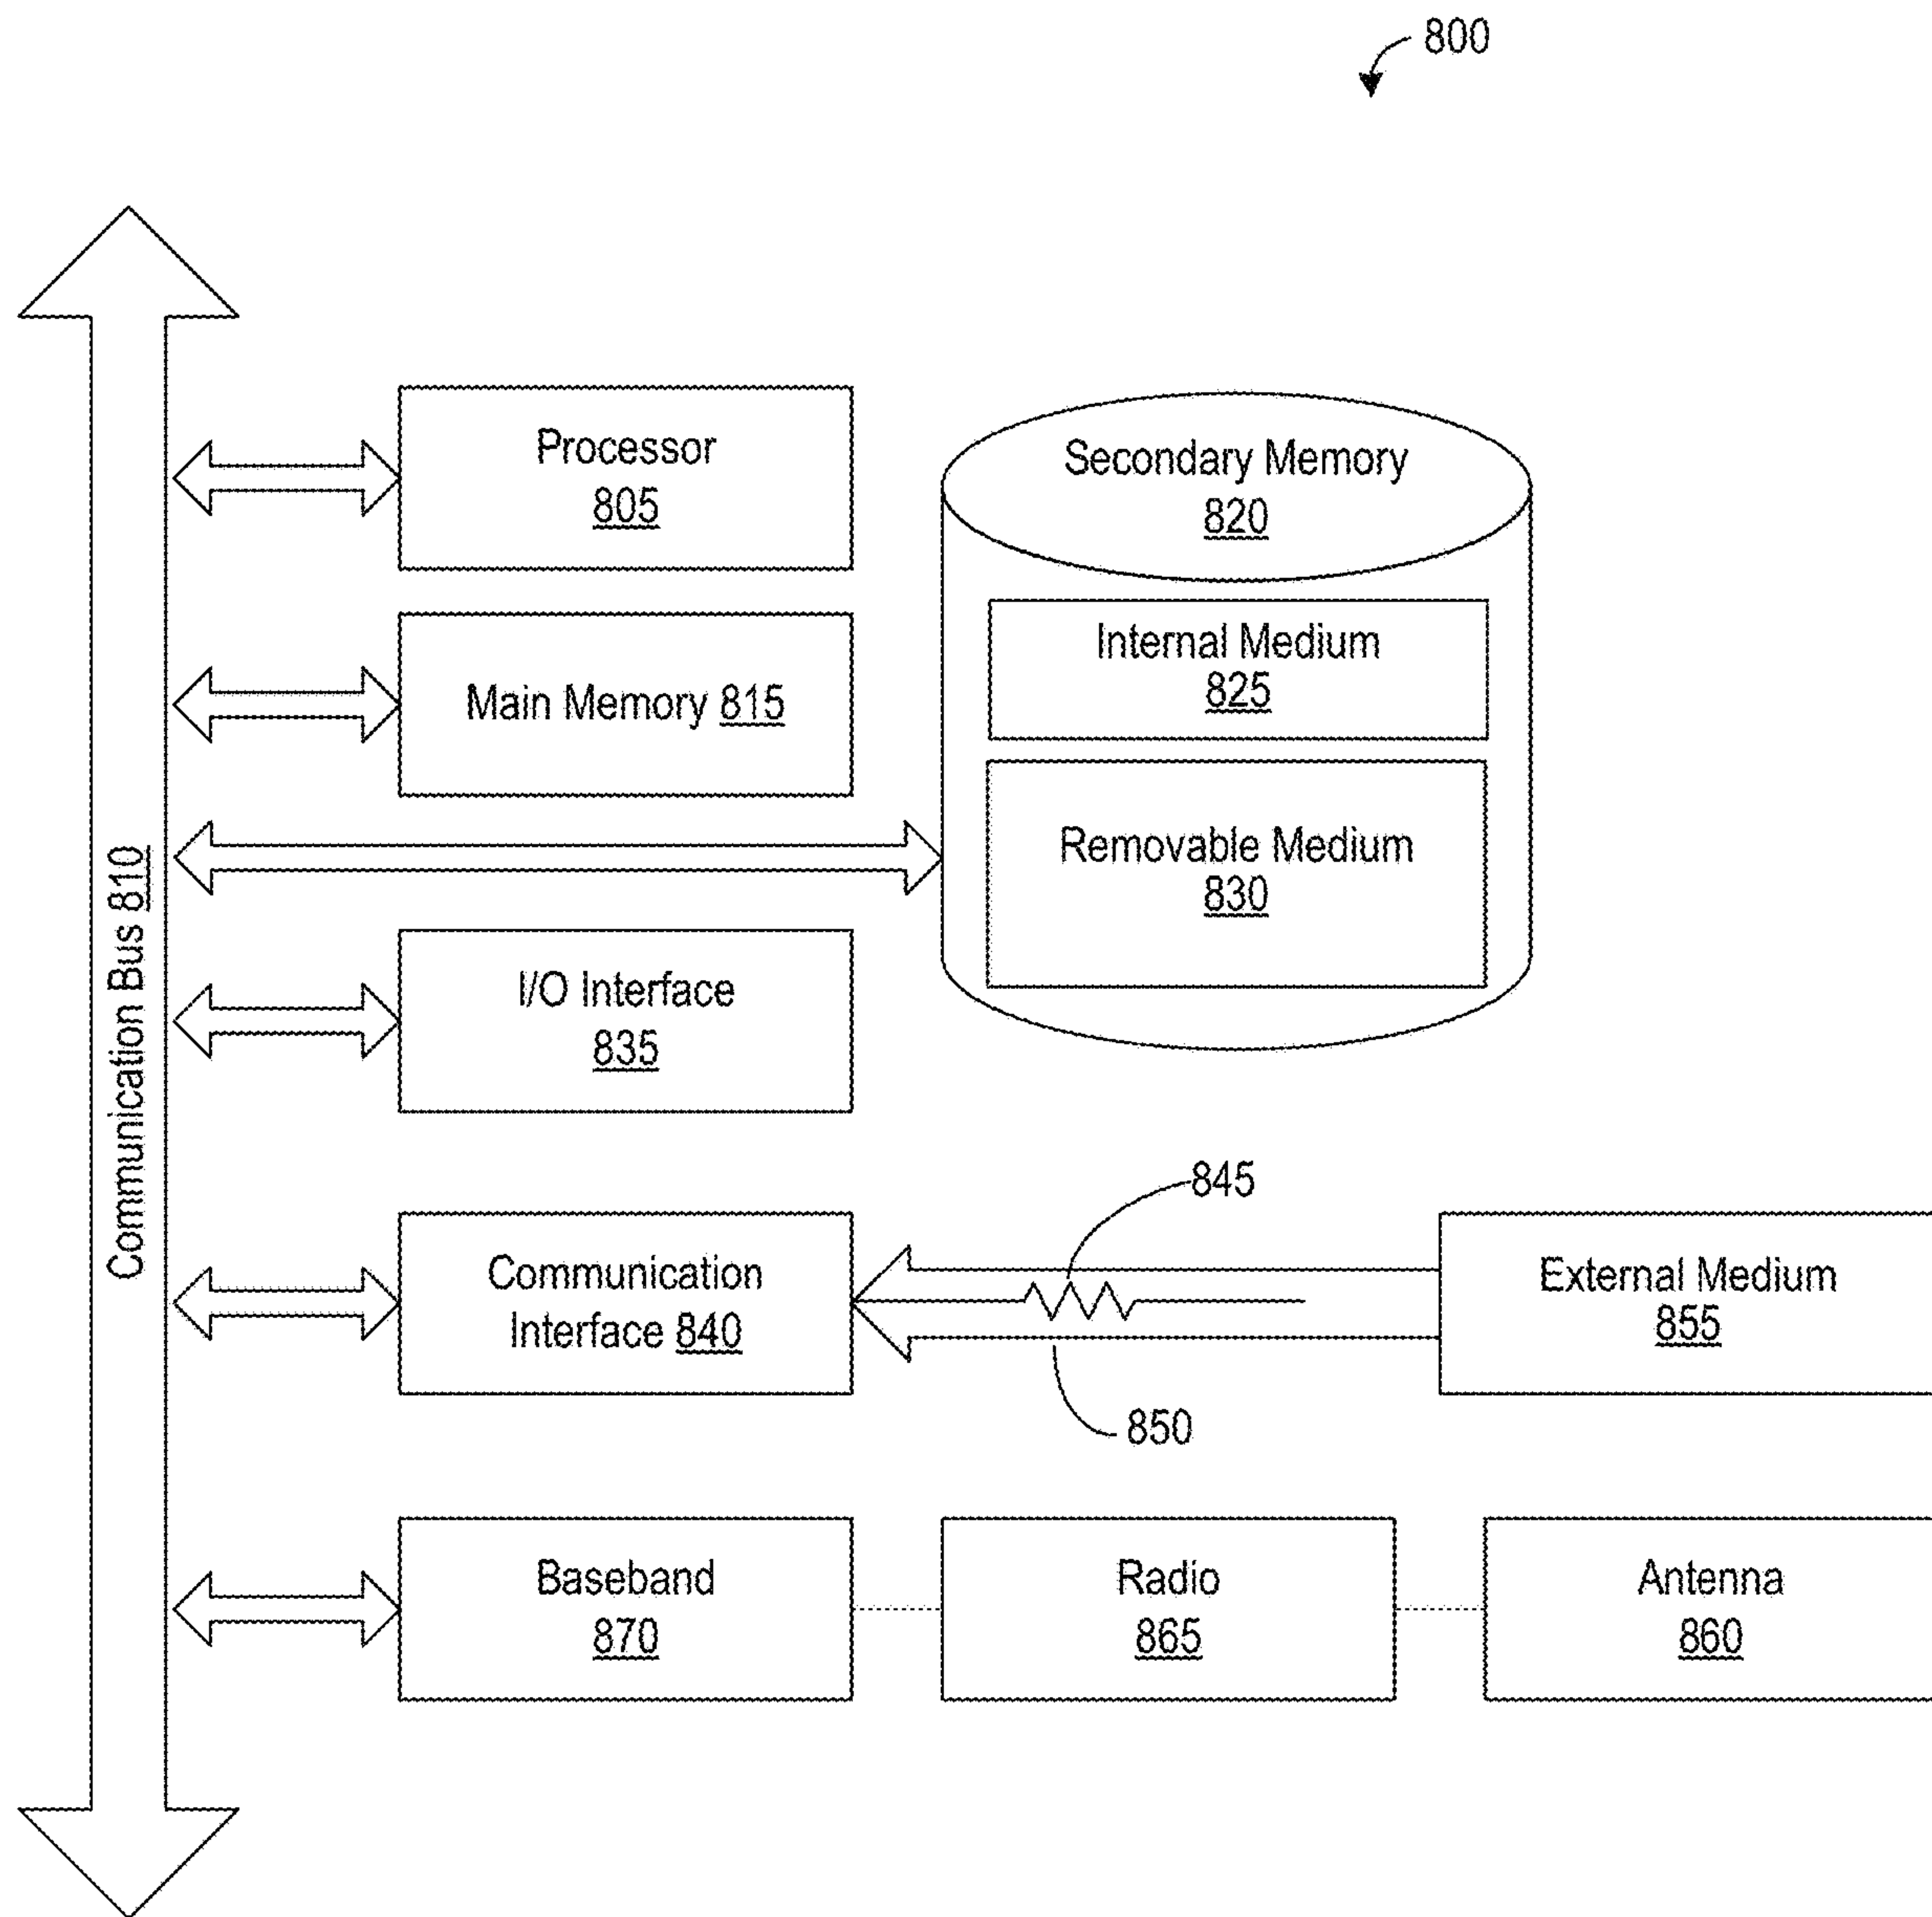 800
Communication Bus 810
Processor
805
Main Memory 815
Secondary Memory
820
Internal Medium
825
Removable Medium
830
I/O Interface
835
Communication
Interface 840
845
850
External Medium
855
Baseband
870
Radio
865
Antenna
860